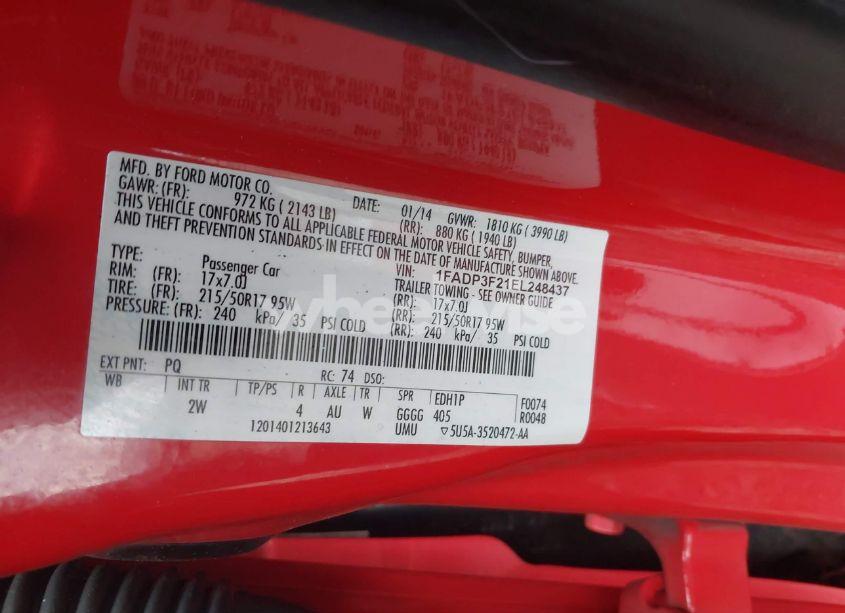 MFD. BY FORD MOTOR CO.
DATE: 01/14 GVWR: 1810 KG ( 3990 LB)
GAWR: (FR): 972 KG ( 2143 LB) (RR): 880 KG ( 1940 LB)
THIS VEHICLE CONFORMS TO ALL APPLICABLE FEDERAL MOTOR VEHICLE SAFETY, BUMPER,
AND THEFT PREVENTION STANDARDS IN EFFECT ON THE DATE OF MANUFACTURE SHOWN ABOVE.
VIN: 1FADP3F21EL248437
TYPE: Passenger Car TRAILER TOWING - SEE OWNER GUIDE
RIM: (FR): 17x7.0J (RR): 17x7.0J
TIRE: (FR): 215/50R17 95W (RR): 215/50R17 95W
PRESSURE: (FR): 240 kPa/ 35 PSI COLD (RR): 240 kPa/ 35 PSI COLD
wheelwise
EXT PNT: PQ RC: 74 DSO:
WB INT TR TP/PS R AXLE TR SPR EDH1P F0074
2W 4 AU W GGGG 405 R0048
1201401213643 UMU ▽5U5A-3520472-AA